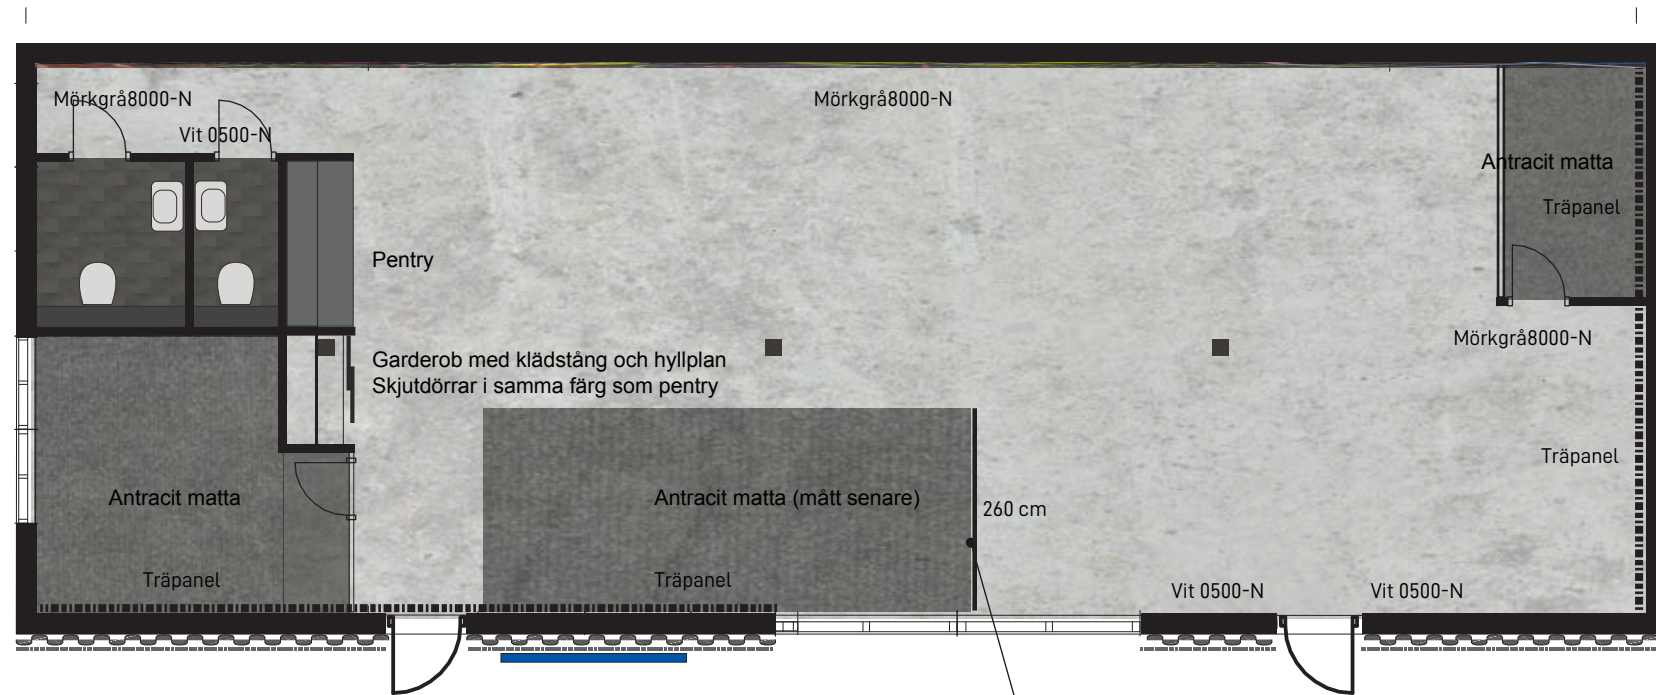 Mörkgrå8000-N
Mörkgrå8000-N
Vit 0500-N
Antracit matta
Träpanel
Pentry
Mörkgrå8000-N
Garderob med klädstång och hyllplan
Skjutdörrar i samma färg som pentry
Träpanel
Antracit matta
Antracit matta (mått senare)
260 cm
Träpanel
Träpanel
Vit 0500-N
Vit 0500-N